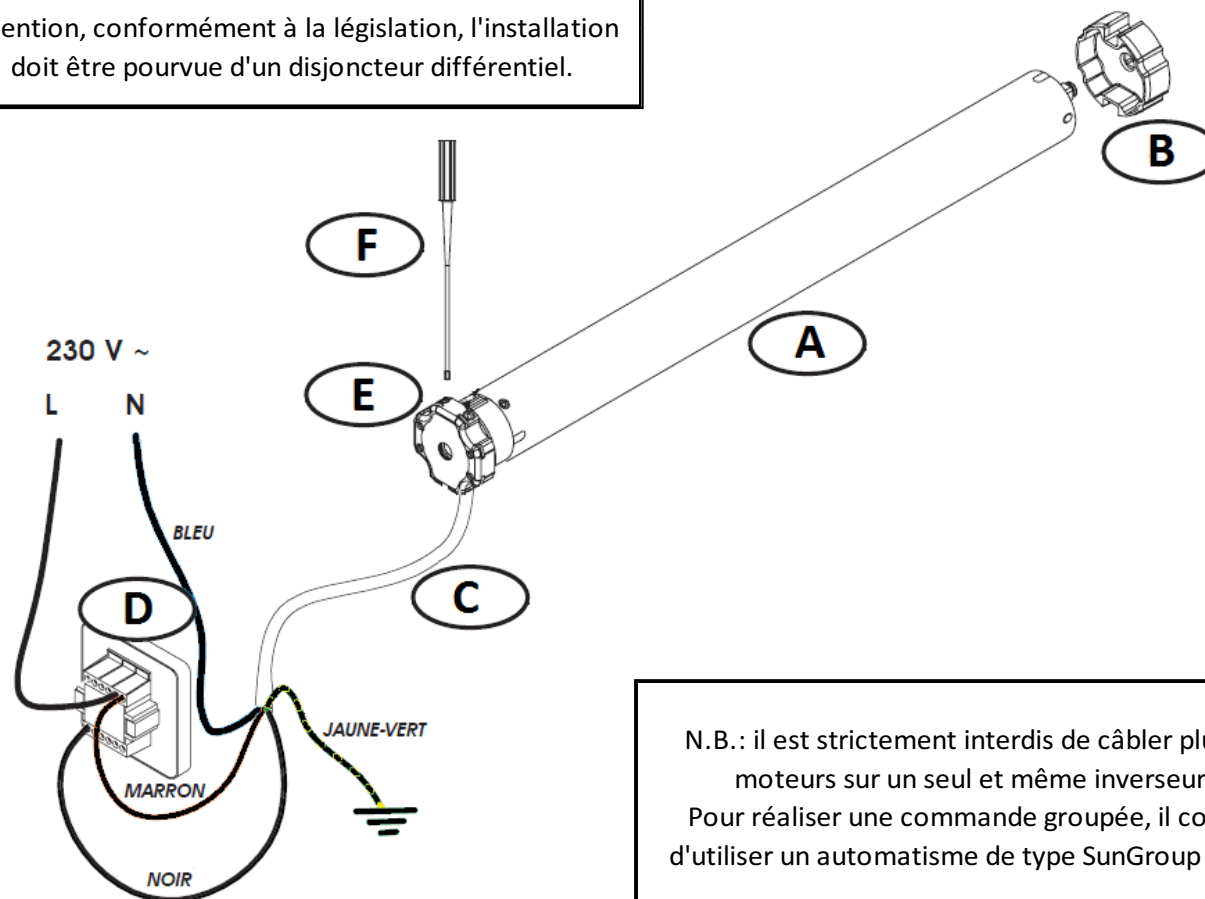 ention, conformément à la législation, l'installation
doit être pourvue d'un disjoncteur différentiel.
B
F
A
230 V ~
E
L N
BLEU
C
D
JAUNE-VERT
MARRON
NOIR
N.B.: il est strictement interdis de câbler plu
moteurs sur un seul et même inverseur
Pour réaliser une commande groupée, il co
d'utiliser un automatisme de type SunGroup